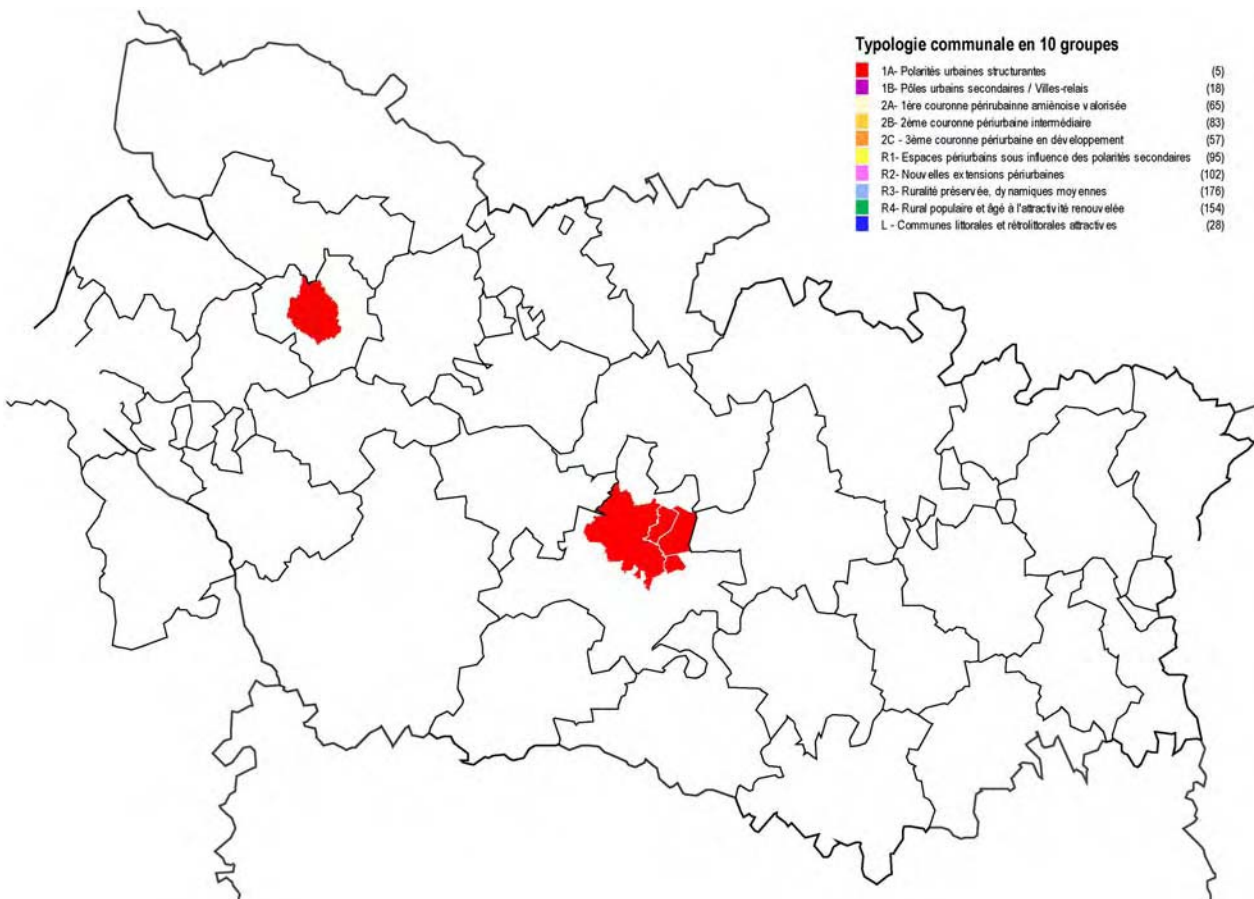 Typologie communale en 10 groupes
1A- Polarités urbaines structurantes (5)
1B- Pôles urbains secondaires / Villes-relais (18)
2A- 1ère couronne périrubainne amiènoise valorisée (65)
2B- 2ème couronne périurbaine intermédiaire (83)
2C - 3ème couronne périurbaine en développement (57)
R1- Espaces périurbains sous influence des polarités secondaires (95)
R2- Nouvelles extensions périurbaines (102)
R3- Ruralité préservée, dynamiques moyennes (176)
R4- Rural populaire et âgé à l'attractivité renouvelée (154)
L - Communes littorales et rétrolittorales attractives (28)